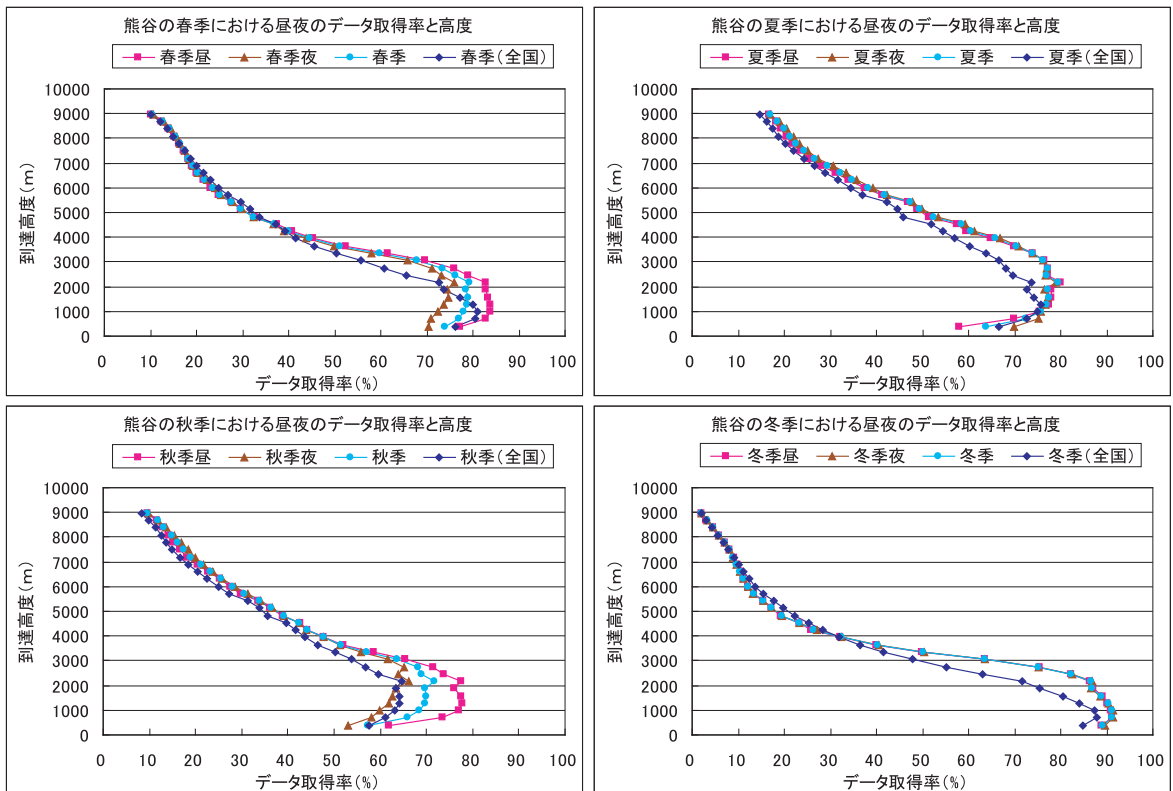 熊谷の春季における昼夜のデータ取得率と高度
春季昼 春季夜 春季 春季(全国)
到達高度(m)
10000
9000
8000
7000
6000
5000
4000
3000
2000
1000
0
0 10 20 30 40 50 60 70 80 90 100
データ取得率(%)
熊谷の夏季における昼夜のデータ取得率と高度
夏季昼 夏季夜 夏季 夏季(全国)
到達高度(m)
10000
9000
8000
7000
6000
5000
4000
3000
2000
1000
0
0 10 20 30 40 50 60 70 80 90 100
データ取得率(%)
熊谷の秋季における昼夜のデータ取得率と高度
秋季昼 秋季夜 秋季 秋季(全国)
到達高度(m)
10000
9000
8000
7000
6000
5000
4000
3000
2000
1000
0
0 10 20 30 40 50 60 70 80 90 100
データ取得率(%)
熊谷の冬季における昼夜のデータ取得率と高度
冬季昼 冬季夜 冬季 冬季(全国)
到達高度(m)
10000
9000
8000
7000
6000
5000
4000
3000
2000
1000
0
0 10 20 30 40 50 60 70 80 90 100
データ取得率(%)